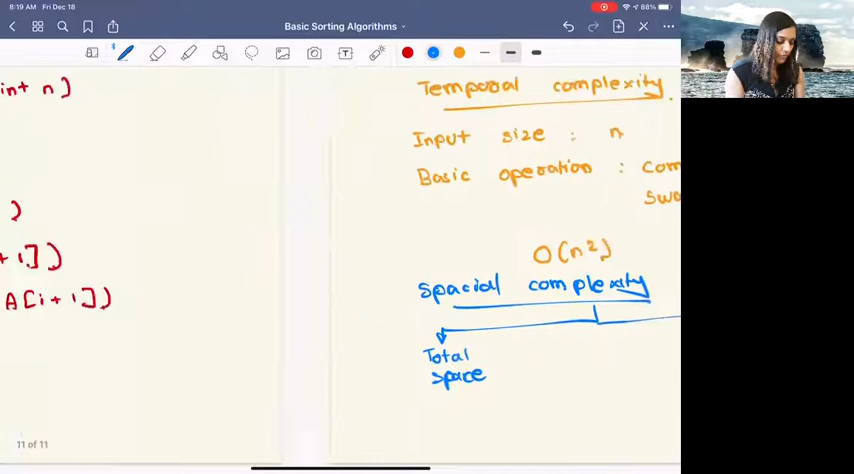 8:19 AM Fri Dec 18
88%
Basic Sorting Algorithms
int n)
)
+ 1])
A[i + 1])
Temporal complexity
Input size : n
Basic operation : Com
Swa
O(n²)
Spacial complexity
Total
space
11 of 11